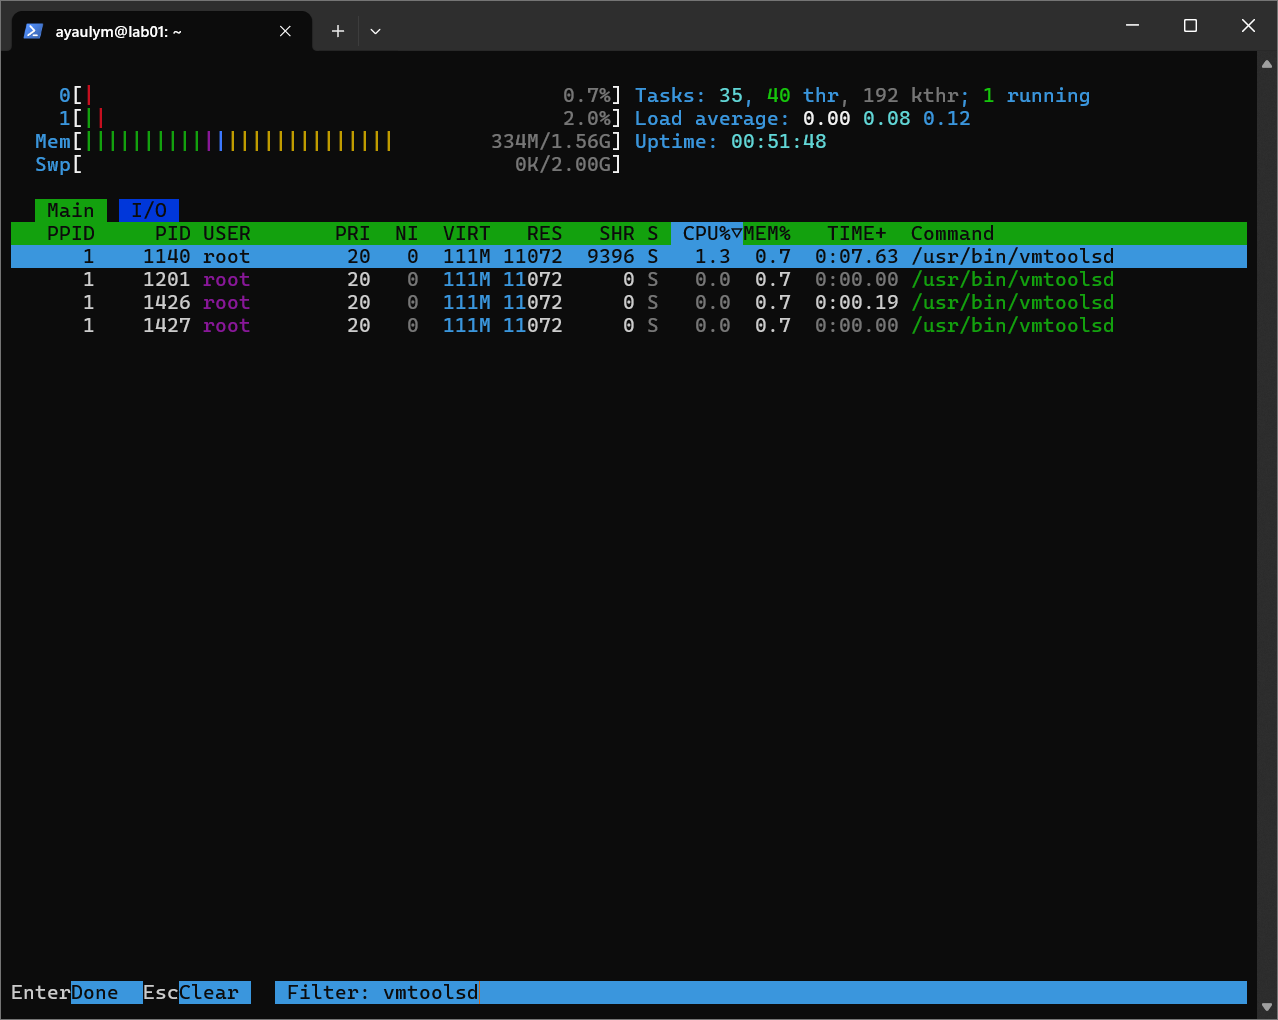 ayaulym@lab01: ~
0[| 0.7%] Tasks: 35, 40 thr, 192 kthr; 1 running
1[|| 2.0%] Load average: 0.00 0.08 0.12
Mem[|||||||||||||||||||||||||| 334M/1.56G] Uptime: 00:51:48
Swp[ 0K/2.00G]
Main I/O
PPID PID USER PRI NI VIRT RES SHR S CPU%▽MEM% TIME+ Command
1 1140 root 20 0 111M 11072 9396 S 1.3 0.7 0:07.63 /usr/bin/vmtoolsd
1 1201 root 20 0 111M 11072 0 S 0.0 0.7 0:00.00 /usr/bin/vmtoolsd
1 1426 root 20 0 111M 11072 0 S 0.0 0.7 0:00.19 /usr/bin/vmtoolsd
1 1427 root 20 0 111M 11072 0 S 0.0 0.7 0:00.00 /usr/bin/vmtoolsd
EnterDone EscClear Filter: vmtoolsd